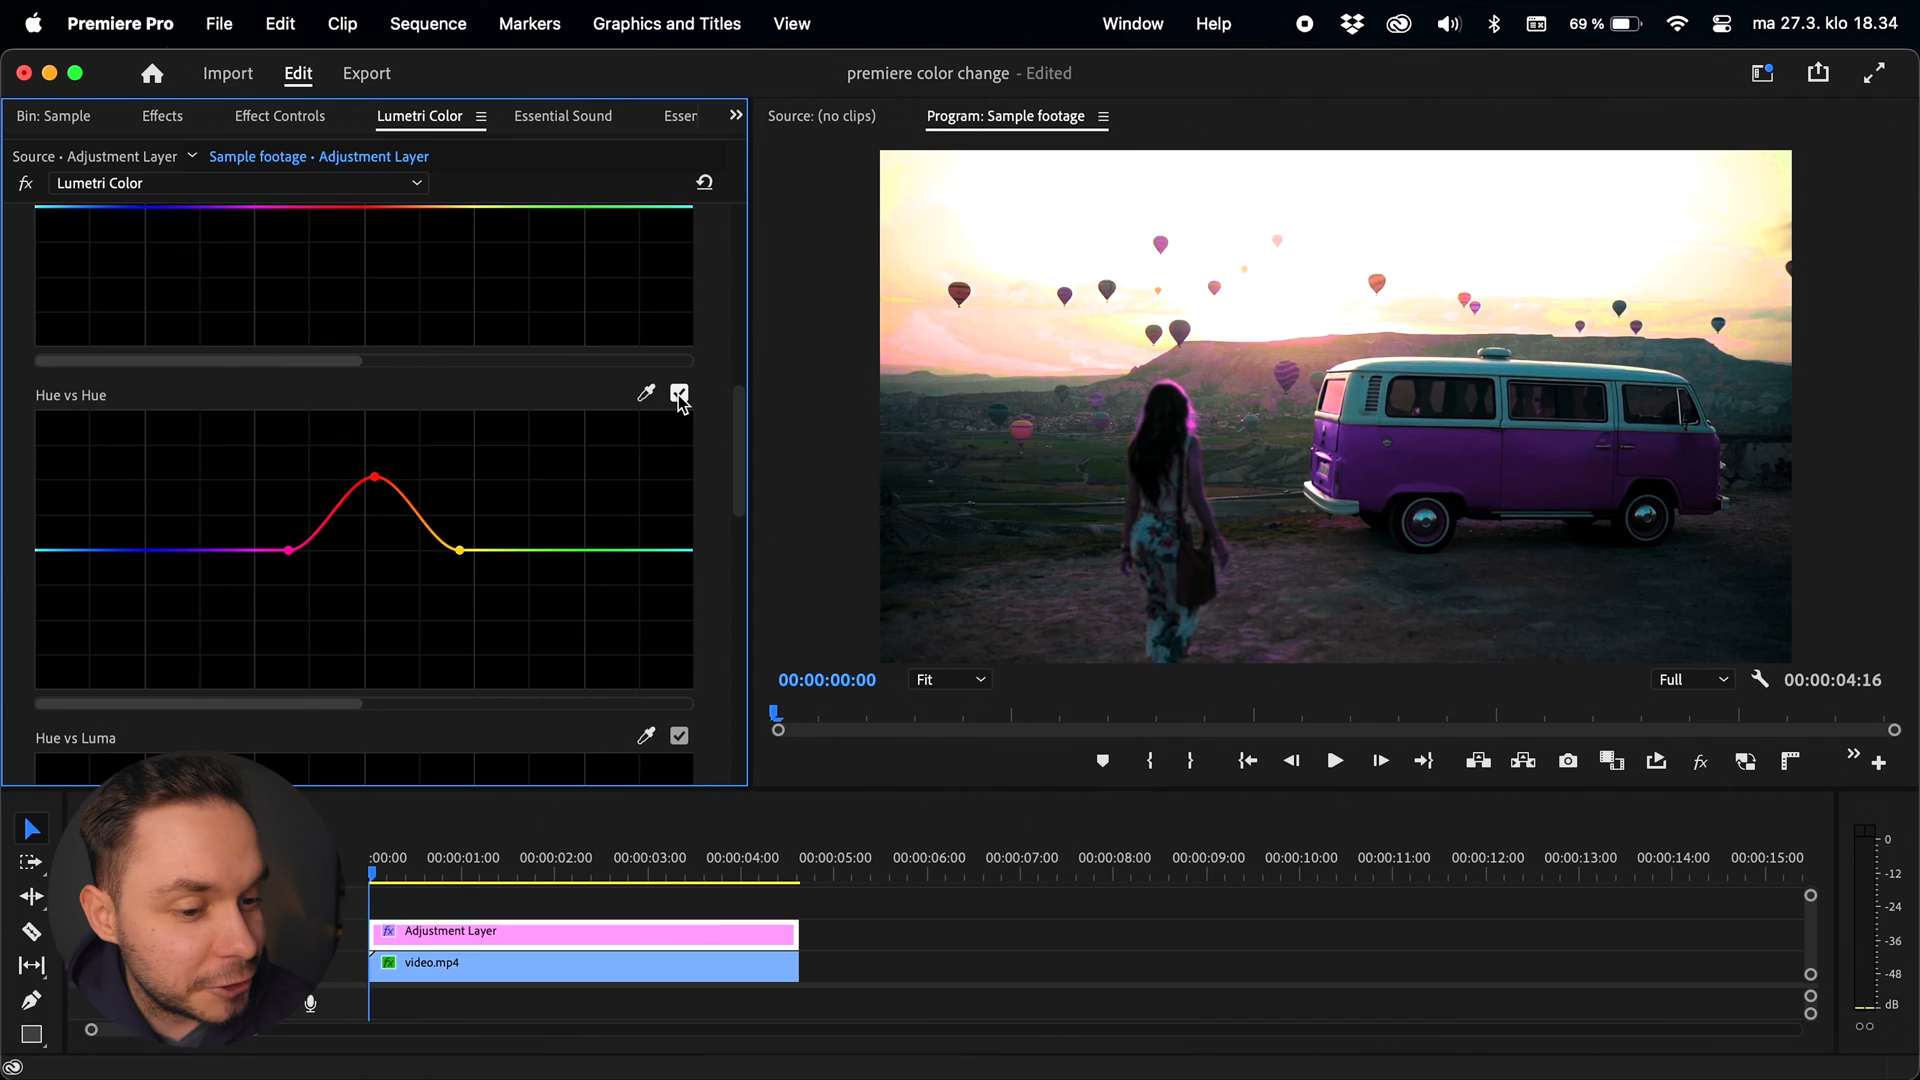 Premiere Pro File Edit Clip Sequence Markers Graphics and Titles View Window Help 69 % ma 27.3. klo 18.34
Import Edit Export premiere color change - Edited
Bin: Sample Effects Effect Controls Lumetri Color Essential Sound Esser Source: (no clips) Program: Sample footage
Source • Adjustment Layer Sample footage • Adjustment Layer
fx Lumetri Color
Hue vs Hue
00:00:00:00 Fit Full 00:00:04:16
Hue vs Luma
fx
:00:00 00:00:01:00 00:00:02:00 00:00:03:00 00:00:04:00 00:00:05:00 00:00:06:00 00:00:07:00 00:00:08:00 00:00:09:00 00:00:10:00 00:00:11:00 00:00:12:00 00:00:13:00 00:00:14:00 00:00:15:00
fx Adjustment Layer
fx video.mp4
0
-12
-24
-36
-48
dB